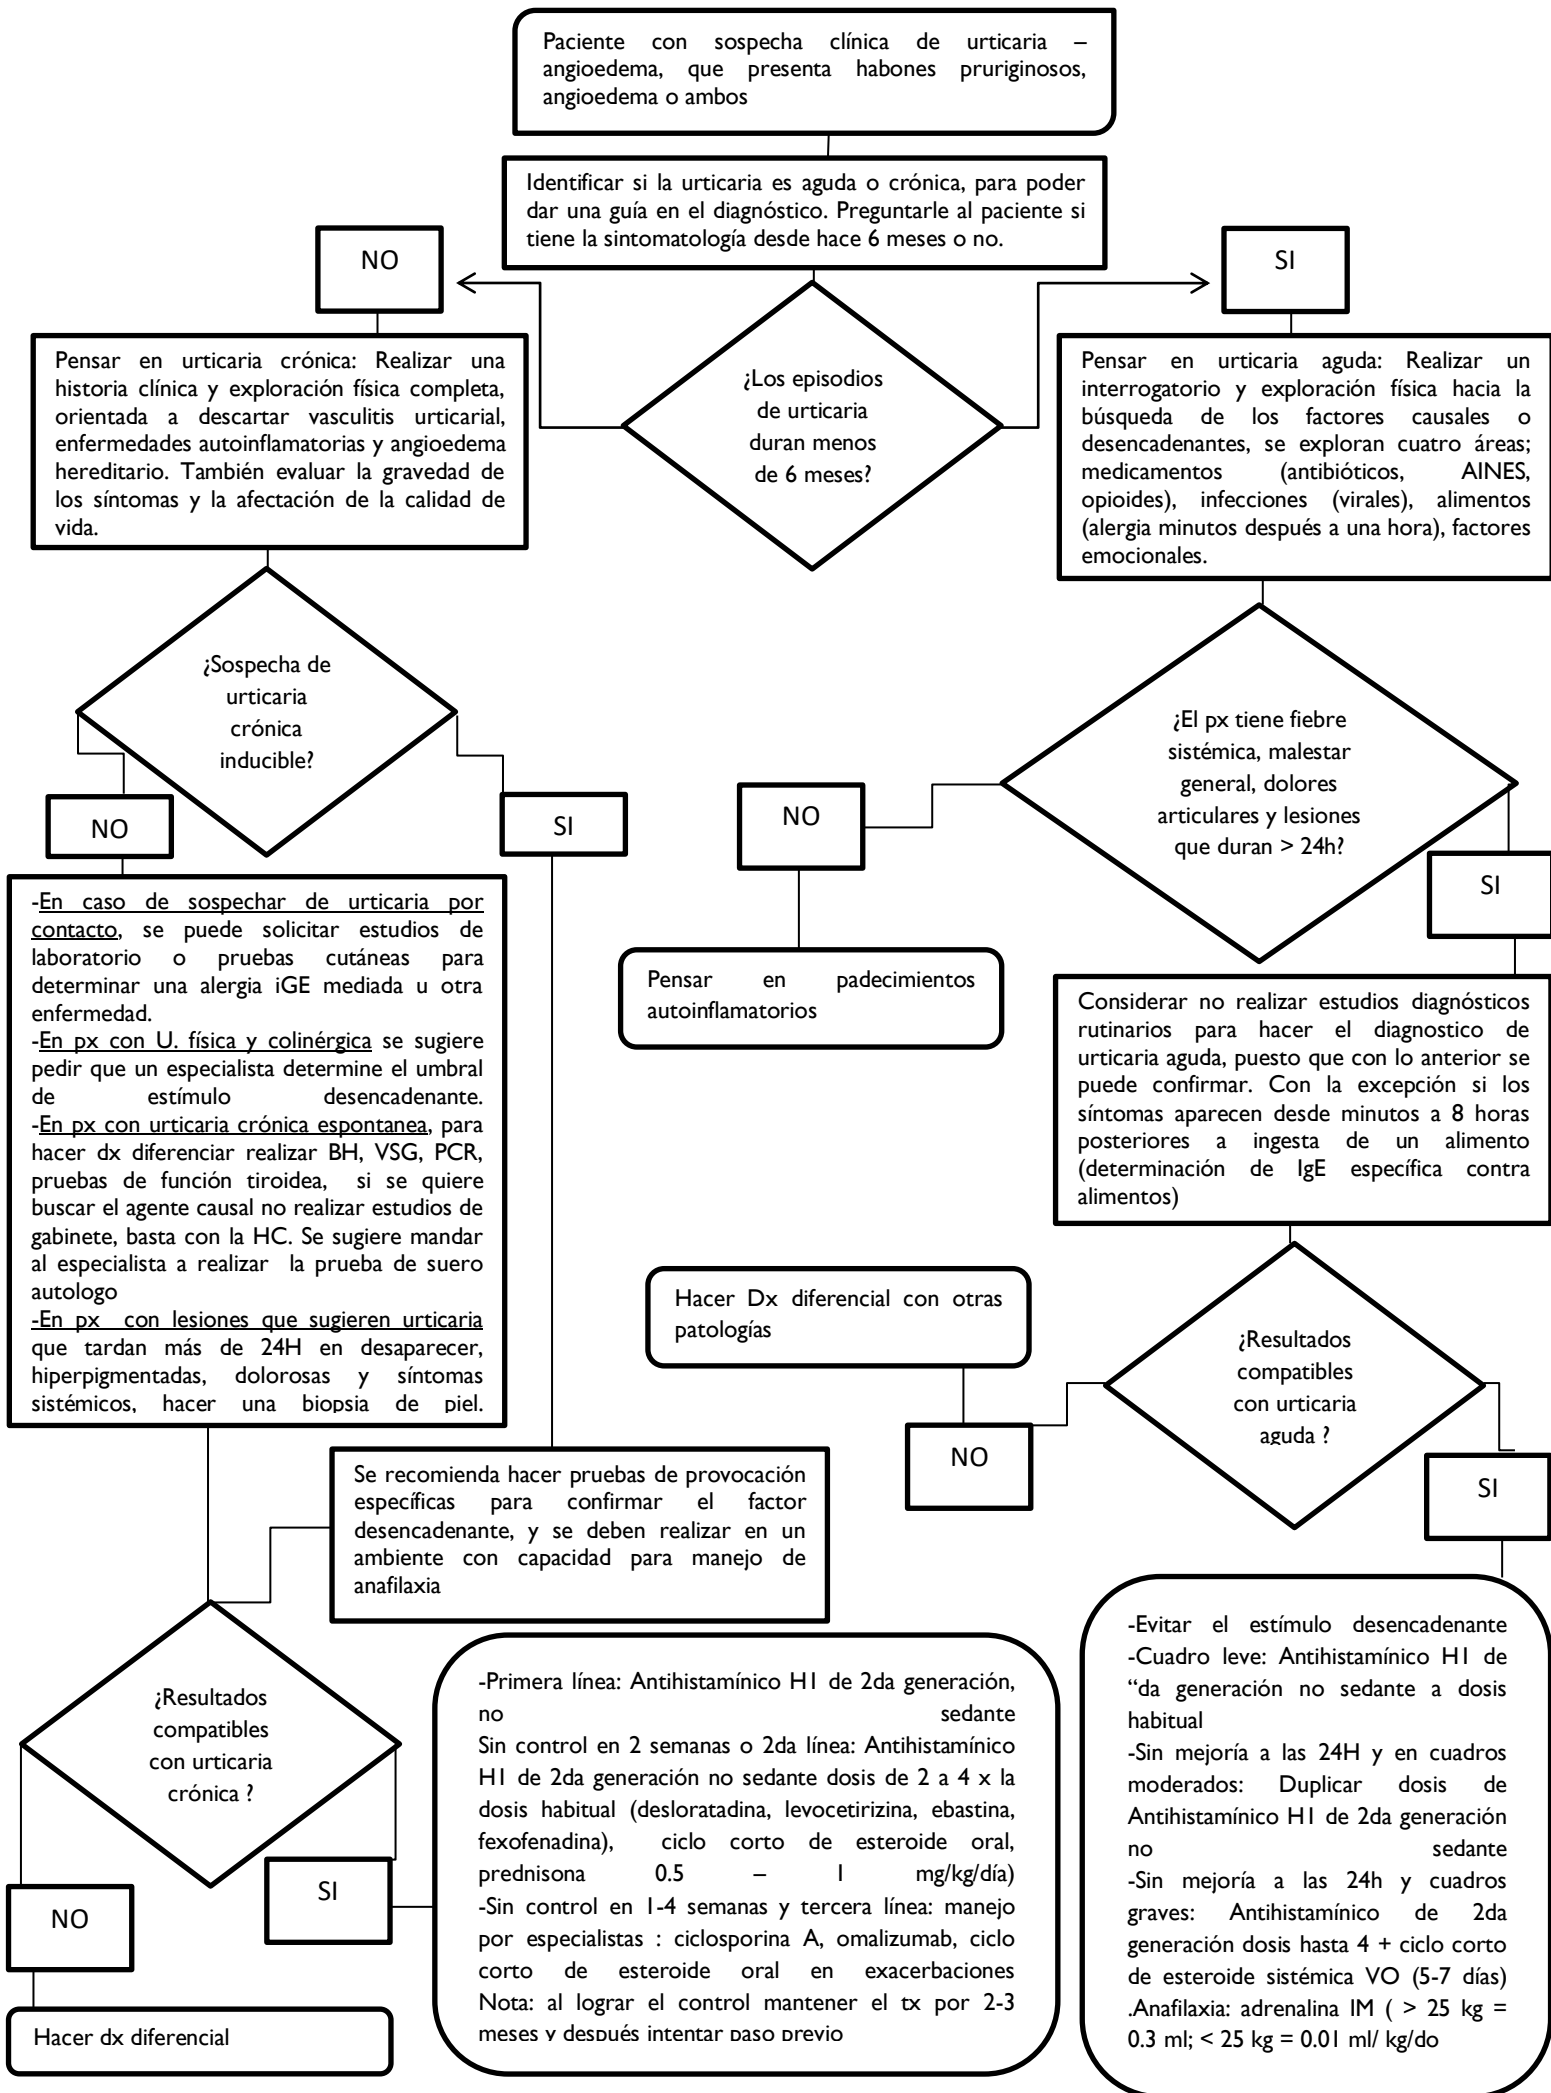 Paciente con sospecha clínica de urticaria –
angioedema, que presenta habones pruriginosos,
angioedema o ambos
Identificar si la urticaria es aguda o crónica, para poder
dar una guía en el diagnóstico. Preguntarle al paciente si
tiene la sintomatología desde hace 6 meses o no.
NO
SI
¿Los episodios
de urticaria
duran menos
de 6 meses?
Pensar en urticaria crónica: Realizar una
historia clínica y exploración física completa,
orientada a descartar vasculitis urticarial,
enfermedades autoinflamatorias y angioedema
hereditario. También evaluar la gravedad de
los síntomas y la afectación de la calidad de
vida.
Pensar en urticaria aguda: Realizar un
interrogatorio y exploración física hacia la
búsqueda de los factores causales o
desencadenantes, se exploran cuatro áreas;
medicamentos (antibióticos, AINES,
opioides), infecciones (virales), alimentos
(alergia minutos después a una hora), factores
emocionales.
¿Sospecha de
urticaria
crónica
inducible?
NO
SI
¿El px tiene fiebre
sistémica, malestar
general, dolores
articulares y lesiones
que duran > 24h?
NO
SI
Pensar en padecimientos
autoinflamatorios
-En caso de sospechar de urticaria por
contacto, se puede solicitar estudios de
laboratorio o pruebas cutáneas para
determinar una alergia iGE mediada u otra
enfermedad.
-En px con U. física y colinérgica se sugiere
pedir que un especialista determine el umbral
de estímulo desencadenante.
-En px con urticaria crónica espontanea, para
hacer dx diferenciar realizar BH, VSG, PCR,
pruebas de función tiroidea, si se quiere
buscar el agente causal no realizar estudios de
gabinete, basta con la HC. Se sugiere mandar
al especialista a realizar la prueba de suero
autologo
-En px con lesiones que sugieren urticaria
que tardan más de 24H en desaparecer,
hiperpigmentadas, dolorosas y síntomas
sistémicos, hacer una biopsia de piel.
Considerar no realizar estudios diagnósticos
rutinarios para hacer el diagnostico de
urticaria aguda, puesto que con lo anterior se
puede confirmar. Con la excepción si los
síntomas aparecen desde minutos a 8 horas
posteriores a ingesta de un alimento
(determinación de IgE específica contra
alimentos)
Hacer Dx diferencial con otras
patologías
¿Resultados
compatibles
con urticaria
aguda ?
NO
SI
Se recomienda hacer pruebas de provocación
específicas para confirmar el factor
desencadenante, y se deben realizar en un
ambiente con capacidad para manejo de
anafilaxia
¿Resultados
compatibles
con urticaria
crónica ?
NO
SI
Hacer dx diferencial
-Primera línea: Antihistamínico H1 de 2da generación,
no sedante
Sin control en 2 semanas o 2da línea: Antihistamínico
H1 de 2da generación no sedante dosis de 2 a 4 x la
dosis habitual (desloratadina, levocetirizina, ebastina,
fexofenadina), ciclo corto de esteroide oral,
prednisona 0.5 – 1 mg/kg/día)
-Sin control en 1-4 semanas y tercera línea: manejo
por especialistas : ciclosporina A, omalizumab, ciclo
corto de esteroide oral en exacerbaciones
Nota: al lograr el control mantener el tx por 2-3
meses y después intentar paso previo
-Evitar el estímulo desencadenante
-Cuadro leve: Antihistamínico H1 de
“da generación no sedante a dosis
habitual
-Sin mejoría a las 24H y en cuadros
moderados: Duplicar dosis de
Antihistamínico H1 de 2da generación
no sedante
-Sin mejoría a las 24h y cuadros
graves: Antihistamínico de 2da
generación dosis hasta 4 + ciclo corto
de esteroide sistémica VO (5-7 días)
.Anafilaxia: adrenalina IM ( > 25 kg =
0.3 ml; < 25 kg = 0.01 ml/ kg/do